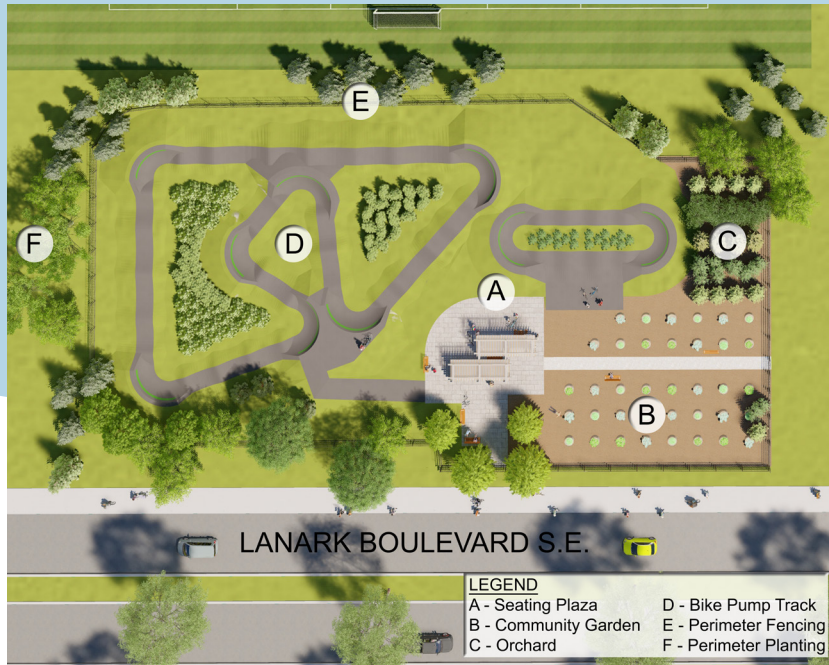 E
F
D
C
A
B
LANARK BOULEVARD S.E.
LEGEND
A - Seating Plaza
B - Community Garden
C - Orchard
D - Bike Pump Track
E - Perimeter Fencing
F - Perimeter Planting